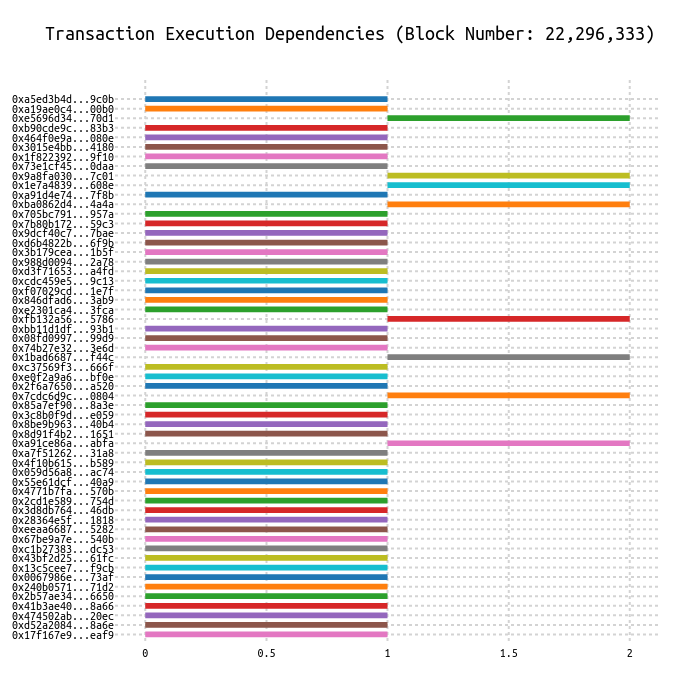 Transaction Execution Dependencies (Block Number: 22,296,333)
0xa5ed3b4d...9c0b
0xa19ae0c4...00b0
0xe5696d34...70d1
0xb90cde9c...83b3
0x464f0e9a...080e
0x3015e4bb...4180
0x1f822392...9f10
0x73e1cf45...0daa
0x9a8fa030...7c01
0x1e7a4839...608e
0xa91d4e74...7f8b
0xba0862d4...4a4a
0x705bc791...957a
0x7b80b172...59c3
0x9dcf40c7...7bae
0xd6b4822b...6f9b
0x3b179cea...1b5f
0x988d0094...2a78
0xd3f71653...a4fd
0xcdc459e5...9c13
0xf07029cd...1e7f
0x846dfad6...3ab9
0xe2301ca4...3fca
0xfb132a56...5786
0xbb11d1df...93b1
0x08fd0997...99d9
0x74b27e32...3e6d
0x1bad6687...f44c
0xc37569f3...666f
0xe0f2a9a6...bf0e
0x2f6a7650...a520
0x7cdc6d9c...0804
0x85a7ef90...8a3e
0x3c8b0f9d...e059
0x8be9b963...40b4
0x8d91f4b2...1651
0xa91ce86a...abfa
0xa7f51262...31a8
0x4f10b615...b589
0x059d56a8...ac74
0x55e61dcf...40a9
0x4771b7fa...570b
0x2cd1e589...754d
0x3d8db764...46db
0x28364e5f...1818
0xeeaa6687...5282
0x67be9a7e...540b
0xc1b27383...dc53
0x43bf2d25...61fc
0x13c5cee7...f9cb
0x0067986e...73af
0x240b0571...71d2
0x2b57ae34...6650
0x41b3ae40...8a66
0x474502ab...20ec
0xd52a2084...8a6e
0x17f167e9...eaf9
0 0.5 1 1.5 2